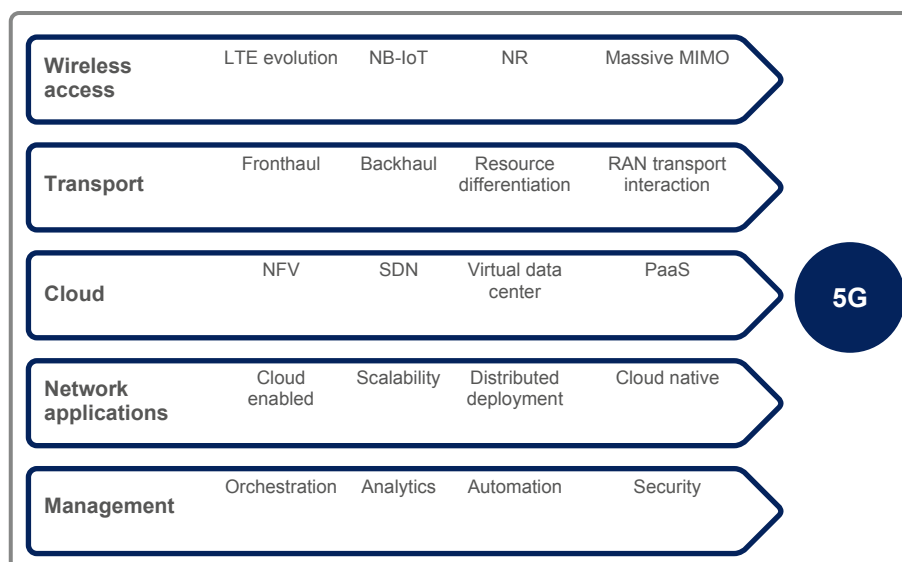 Wireless access
LTE evolution
NB-IoT
NR
Massive MIMO
Transport
Fronthaul
Backhaul
Resource differentiation
RAN transport interaction
Cloud
NFV
SDN
Virtual data center
PaaS
5G
Network applications
Cloud enabled
Scalability
Distributed deployment
Cloud native
Management
Orchestration
Analytics
Automation
Security